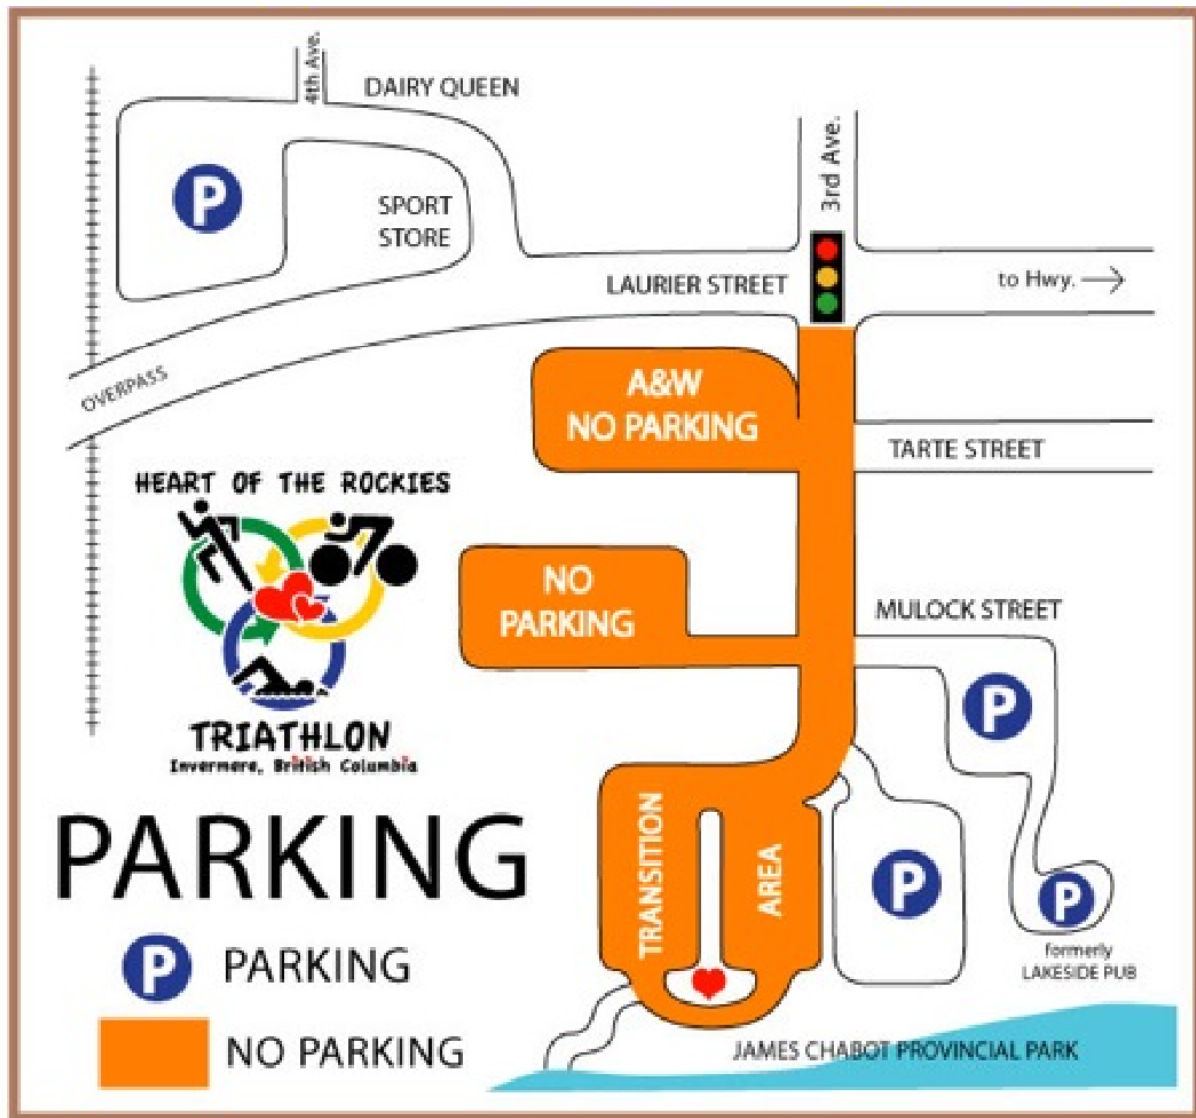 4th Ave.
DAIRY QUEEN
3rd Ave.
P
SPORT
STORE
LAURIER STREET
to Hwy.
OVERPASS
A&W
NO PARKING
TARTE STREET
HEART OF THE ROCKIES
NO
PARKING
MULOCK STREET
P
TRIATHLON
Invermere, British Columbia
TRANSITION
AREA
PARKING
P
P
formerly
LAKESIDE PUB
P PARKING
NO PARKING
JAMES CHABOT PROVINCIAL PARK